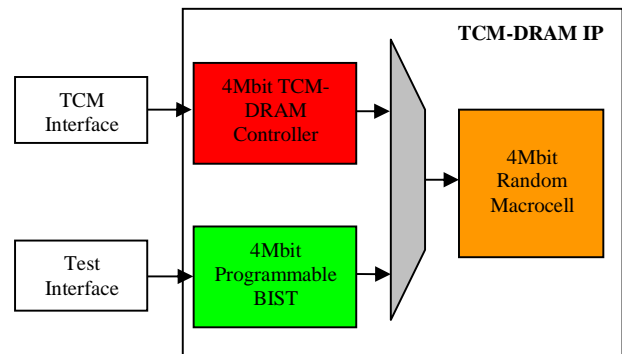 TCM-DRAM IP
TCM
Interface
4Mbit TCM-
DRAM
Controller
4Mbit
Random
Macrocell
Test
Interface
4Mbit
Programmable
BIST